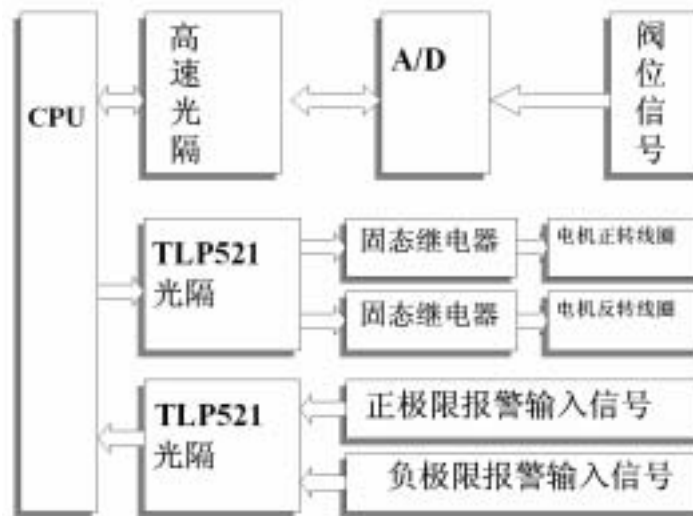 CPU
高速光隔
A/D
阀位信号
TLP521
光隔
固态继电器
电机正转线圈
固态继电器
电机反转线圈
TLP521
光隔
正极限报警输入信号
负极限报警输入信号